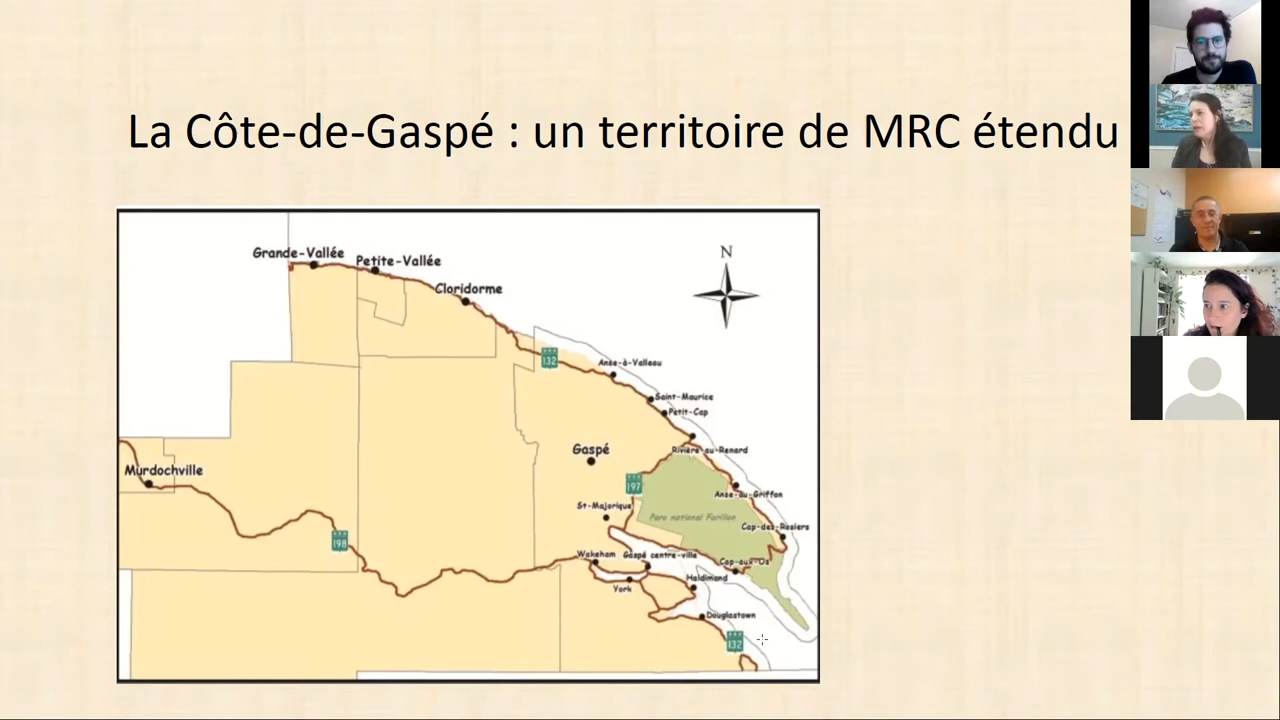 La Côte-de-Gaspé : un territoire de MRC étendu
N
Grande-Vallée
Petite-Vallée
Cloridorme
132
Anse-à-Valleau
Saint-Maurice
Petit-Cap
Gaspé
Rivière-au-Renard
Murdochville
197
Anse-au-Griffon
St-Majorique
Parc national Forillon
Cap-des-Rosiers
198
Wakeham
Gaspé centre-ville
Cap-aux-Os
Haldimand
York
Douglastown
132